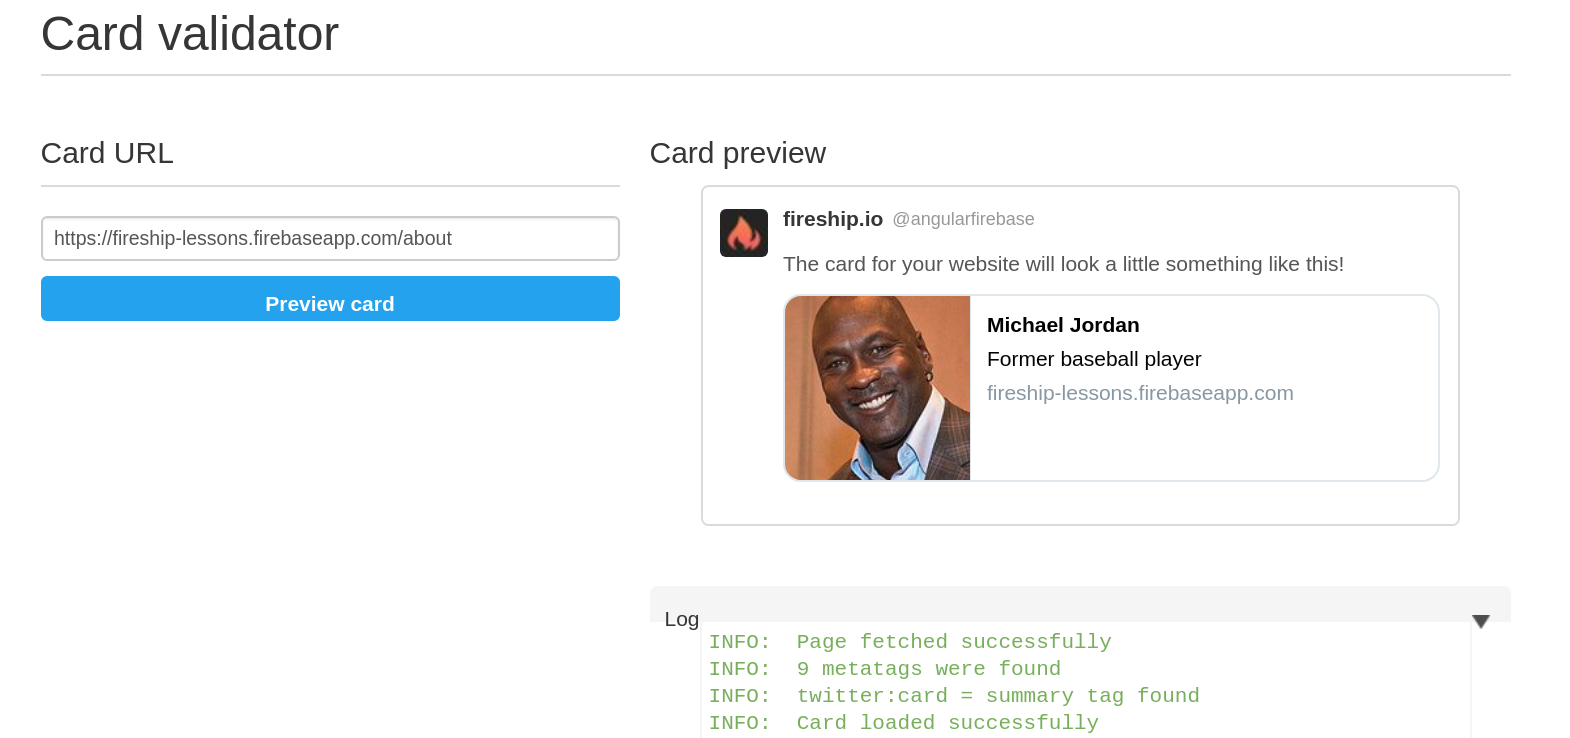 Card validator
Card URL
https://fireship-lessons.firebaseapp.com/about
Preview card
Card preview
fireship.io @angularfirebase
The card for your website will look a little something like this!
Michael Jordan
Former baseball player
fireship-lessons.firebaseapp.com
Log
INFO:  Page fetched successfully
INFO:  9 metatags were found
INFO:  twitter:card = summary tag found
INFO:  Card loaded successfully